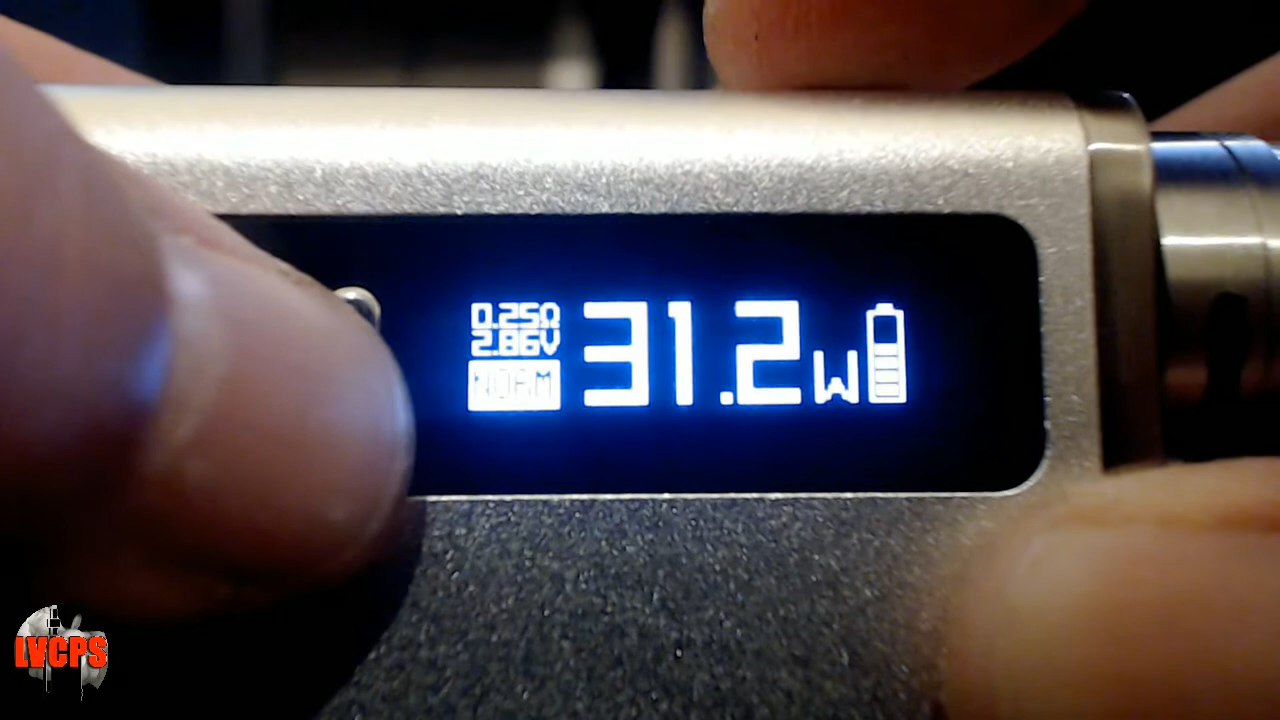 0.25Ω
2.86V
NORM
31.2W
LVCPS